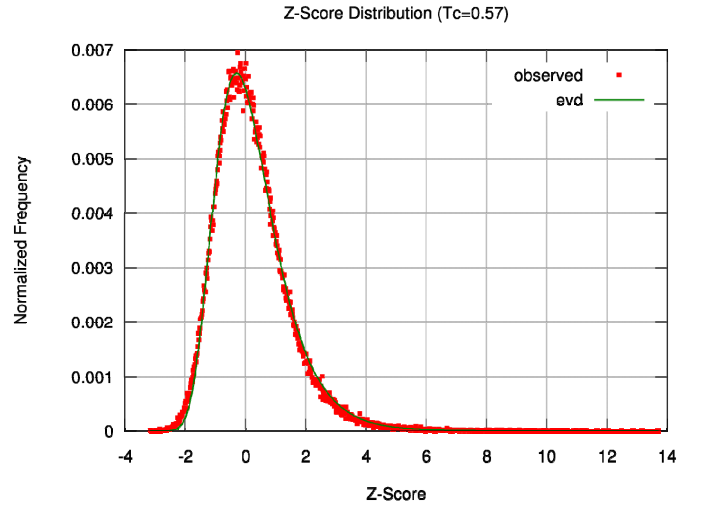 Z-Score Distribution (Tc=0.57)
0.007
0.006
0.005
0.004
0.003
0.002
0.001
0
Normalized Frequency
observed
evd
-4 -2 0 2 4 6 8 10 12 14
Z-Score